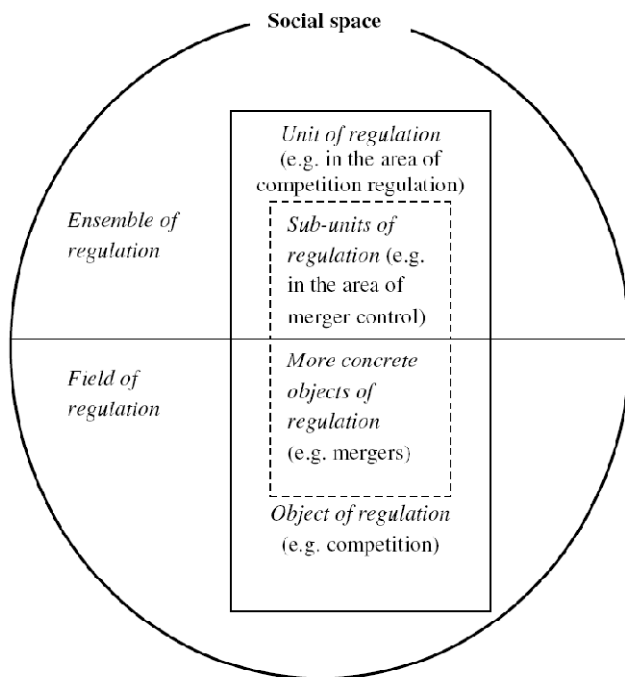 Social space
Unit of regulation
(e.g. in the area of
competition regulation)
Ensemble of
regulation
Sub-units of
regulation (e.g.
in the area of
merger control)
Field of
regulation
More concrete
objects of
regulation
(e.g. mergers)
Object of regulation
(e.g. competition)